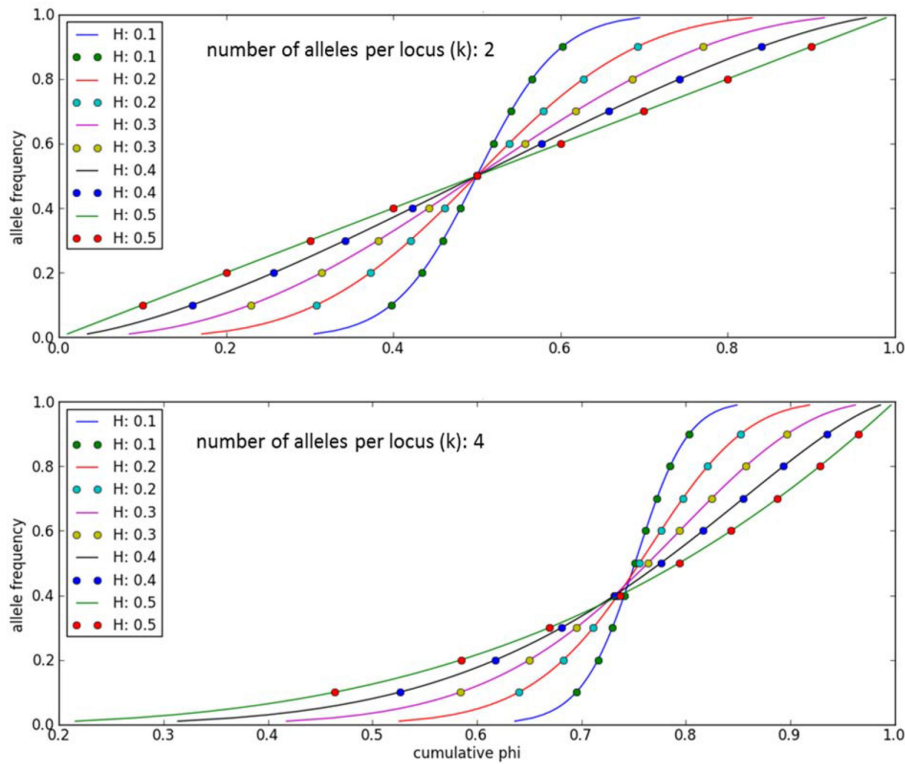 number of alleles per locus (k): 2
H: 0.1
H: 0.1
H: 0.2
H: 0.2
H: 0.3
H: 0.3
H: 0.4
H: 0.4
H: 0.5
H: 0.5
allele frequency
1.0
0.8
0.6
0.4
0.2
0.0
0.0 0.2 0.4 0.6 0.8 1.0
number of alleles per locus (k): 4
H: 0.1
H: 0.1
H: 0.2
H: 0.2
H: 0.3
H: 0.3
H: 0.4
H: 0.4
H: 0.5
H: 0.5
allele frequency
1.0
0.8
0.6
0.4
0.2
0.0
0.2 0.3 0.4 0.5 0.6 0.7 0.8 0.9 1.0
cumulative phi